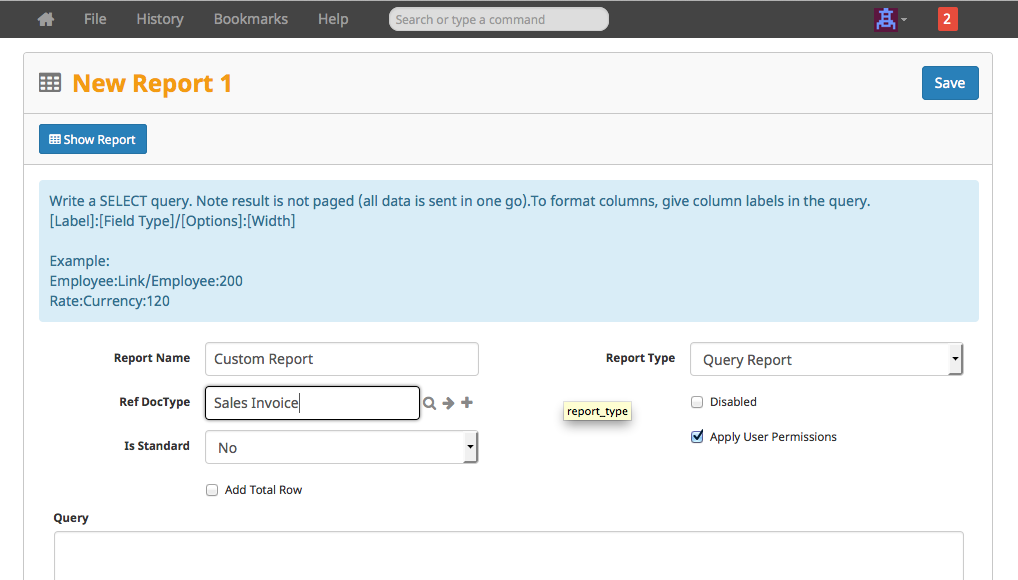 File History Bookmarks Help Search or type a command 2
New Report 1 Save
Show Report
Write a SELECT query. Note result is not paged (all data is sent in one go).To format columns, give column labels in the query.
[Label]:[Field Type]/[Options]:[Width]
Example:
Employee:Link/Employee:200
Rate:Currency:120
Report Name Custom Report Report Type Query Report
Ref DocType Sales Invoice report_type Disabled
Is Standard No Apply User Permissions
Add Total Row
Query